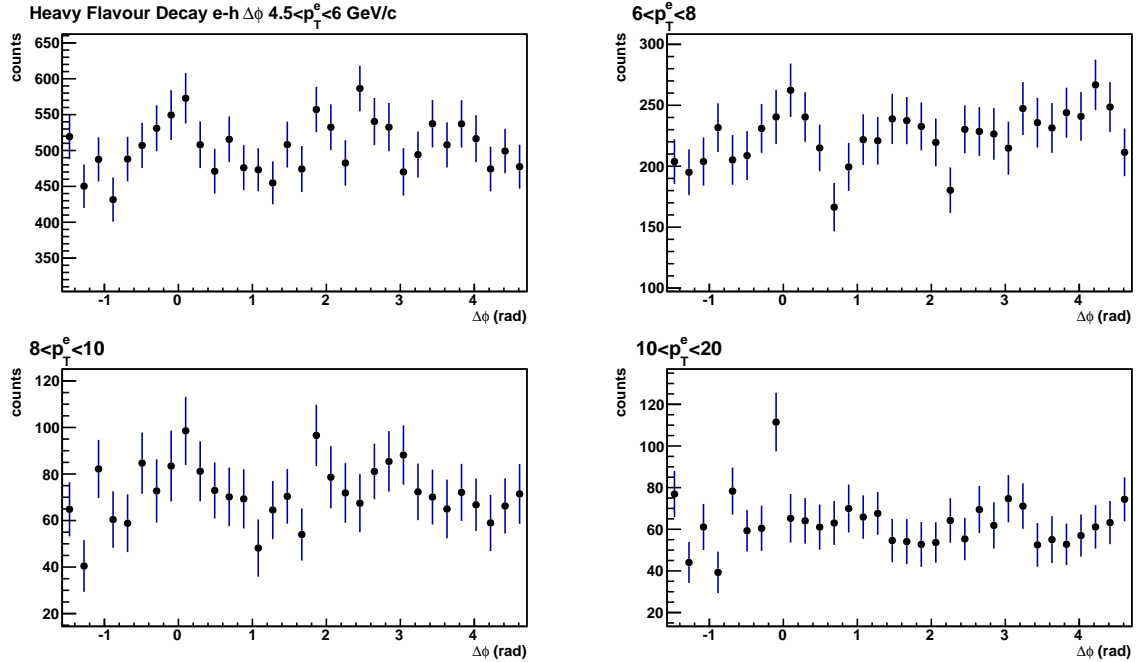 Heavy Flavour Decay e-h Δϕ 4.5<p_T^e<6 GeV/c
counts
650
600
550
500
450
400
350
-1 0 1 2 3 4
Δϕ (rad)
6<p_T^e<8
counts
300
250
200
150
100
-1 0 1 2 3 4
Δϕ (rad)
8<p_T^e<10
counts
120
100
80
60
40
20
-1 0 1 2 3 4
Δϕ (rad)
10<p_T^e<20
counts
120
100
80
60
40
20
-1 0 1 2 3 4
Δϕ (rad)